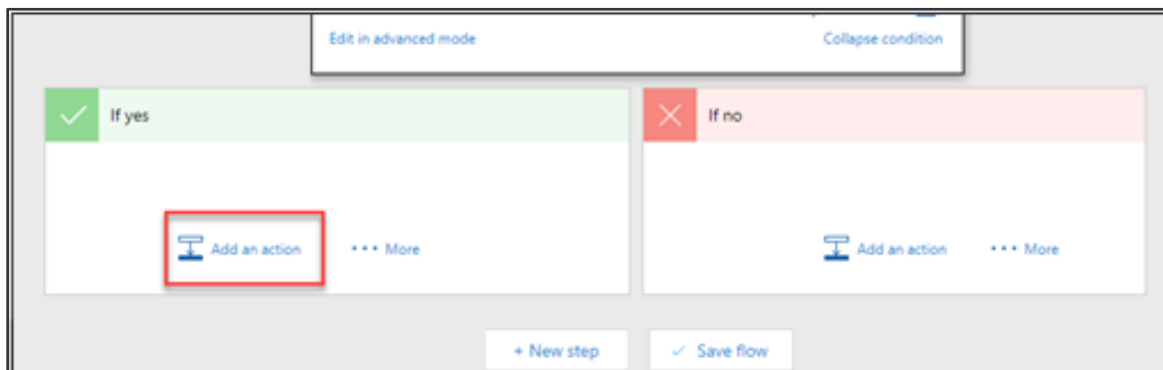 Edit in advanced mode
Collapse condition
If yes
If no
Add an action
••• More
Add an action
••• More
+ New step
Save flow